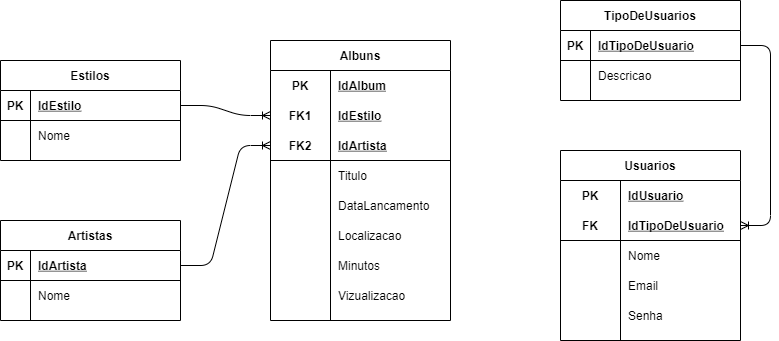 Estilos
PK IdEstilo
Nome
Artistas
PK IdArtista
Nome
Albuns
PK IdAlbum
FK1 IdEstilo
FK2 IdArtista
Titulo
DataLancamento
Localizacao
Minutos
Vizualizacao
TipoDeUsuarios
PK IdTipoDeUsuario
Descricao
Usuarios
PK IdUsuario
FK IdTipoDeUsuario
Nome
Email
Senha